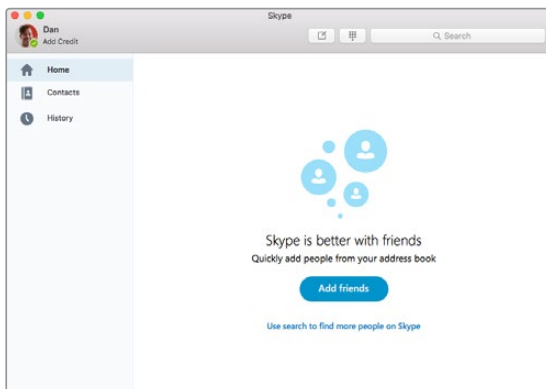 Skype
Dan
Add Credit
Search
Home
Contacts
History
Skype is better with friends
Quickly add people from your address book
Add friends
Use search to find more people on Skype